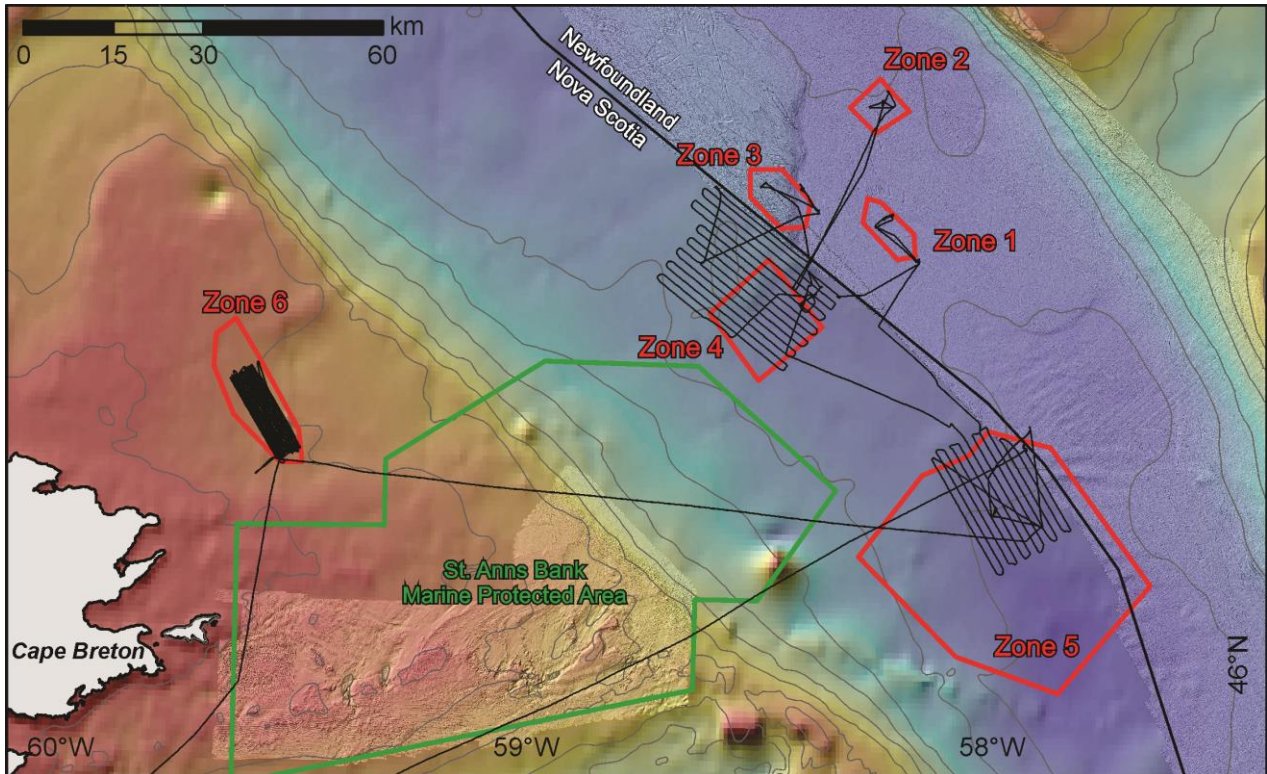 km
0 15 30 60
Newfoundland
Nova Scotia
Zone 2
Zone 3
Zone 1
Zone 6
Zone 4
St. Anns Bank
Marine Protected Area
Zone 5
Cape Breton
46°N
60°W
59°W
58°W